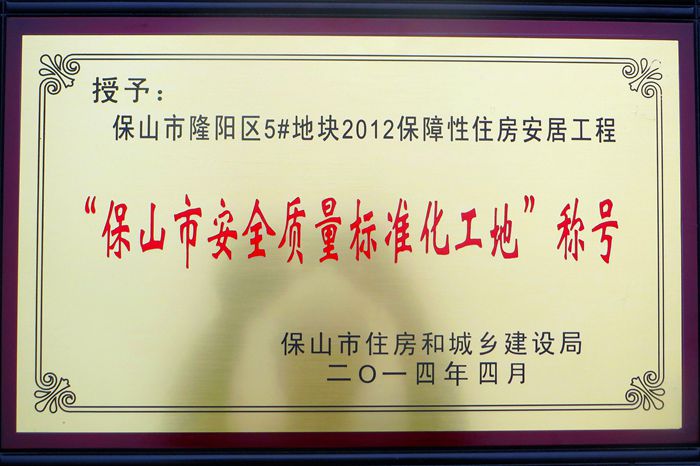 授予：
保山市隆阳区5#地块2012保障性住房安居工程
“保山市安全质量标准化工地”称号
保山市住房和城乡建设局
二〇一四年四月